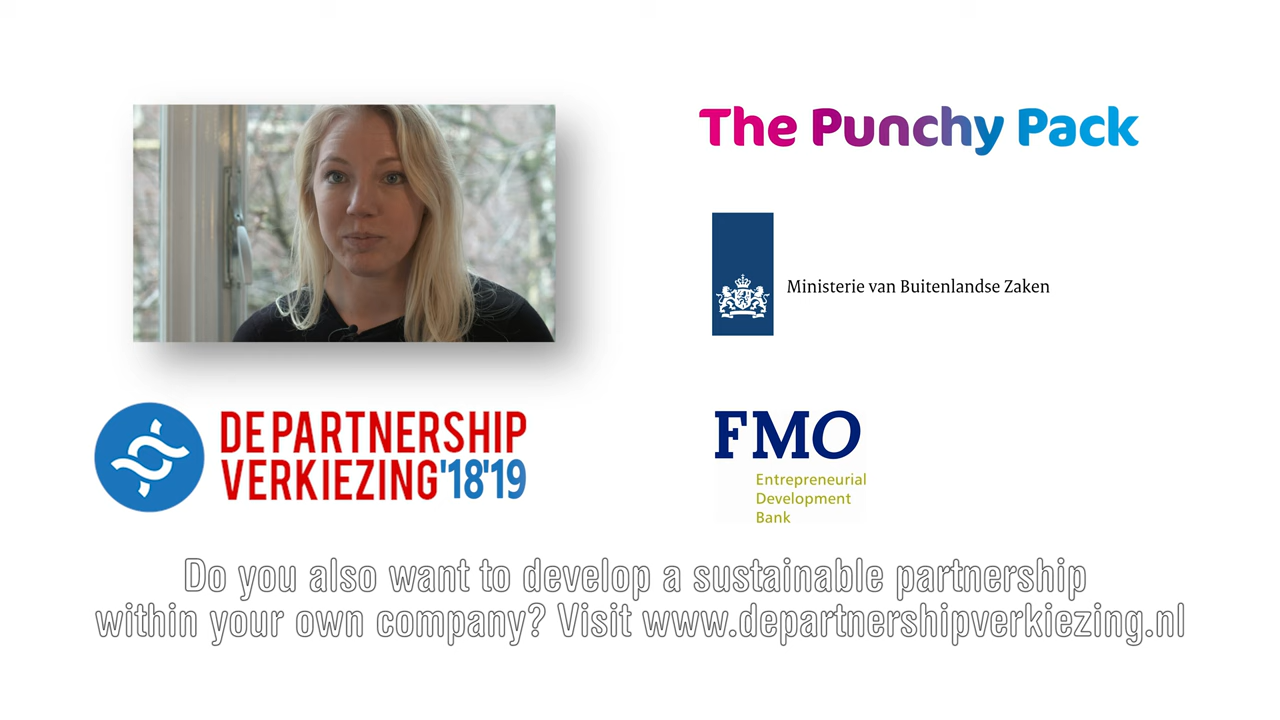 The Punchy Pack
Ministerie van Buitenlandse Zaken
DE PARTNERSHIP
VERKIEZING '18'19
FMO
Entrepreneurial
Development
Bank
Do you also want to develop a sustainable partnership
within your own company? Visit www.departnershipverkiezing.nl